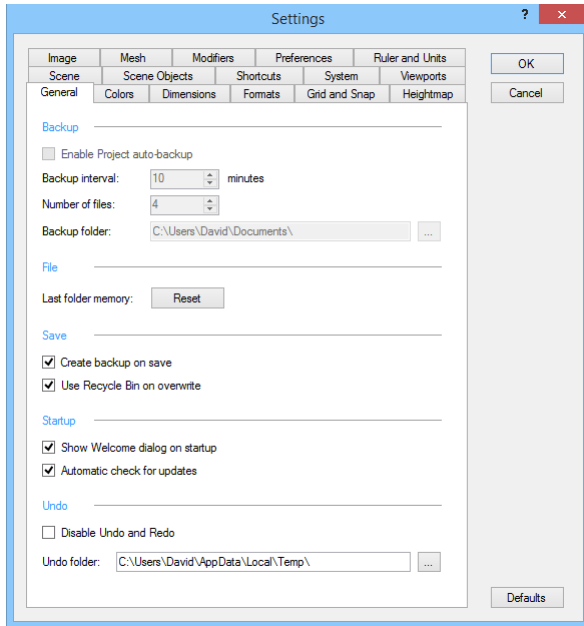 Settings
? ×
Image Mesh Modifiers Preferences Ruler and Units
OK
Scene Scene Objects Shortcuts System Viewports
General Colors Dimensions Formats Grid and Snap Heightmap
Cancel
Backup
Enable Project auto-backup
Backup interval: 10 minutes
Number of files: 4
Backup folder: C:\Users\David\Documents\ ...
File
Last folder memory: Reset
Save
Create backup on save
Use Recycle Bin on overwrite
Startup
Show Welcome dialog on startup
Automatic check for updates
Undo
Disable Undo and Redo
Undo folder: C:\Users\David\AppData\Local\Temp\ ...
Defaults